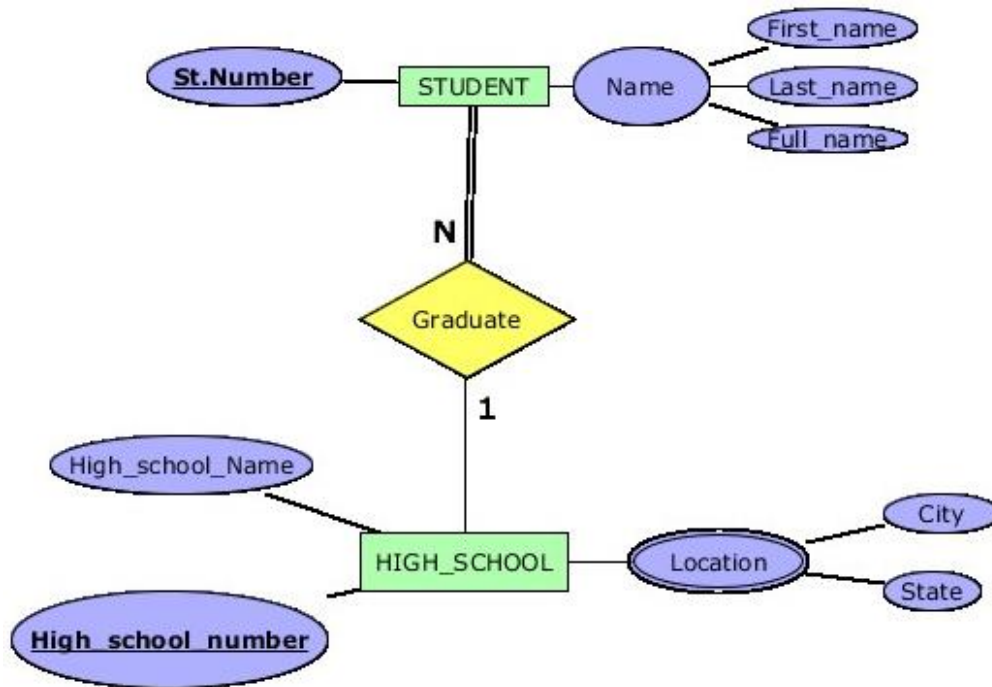 First_name
St.Number
STUDENT
Name
Last_name
Full_name
N
Graduate
1
High_school_Name
City
HIGH_SCHOOL
Location
State
High_school_number